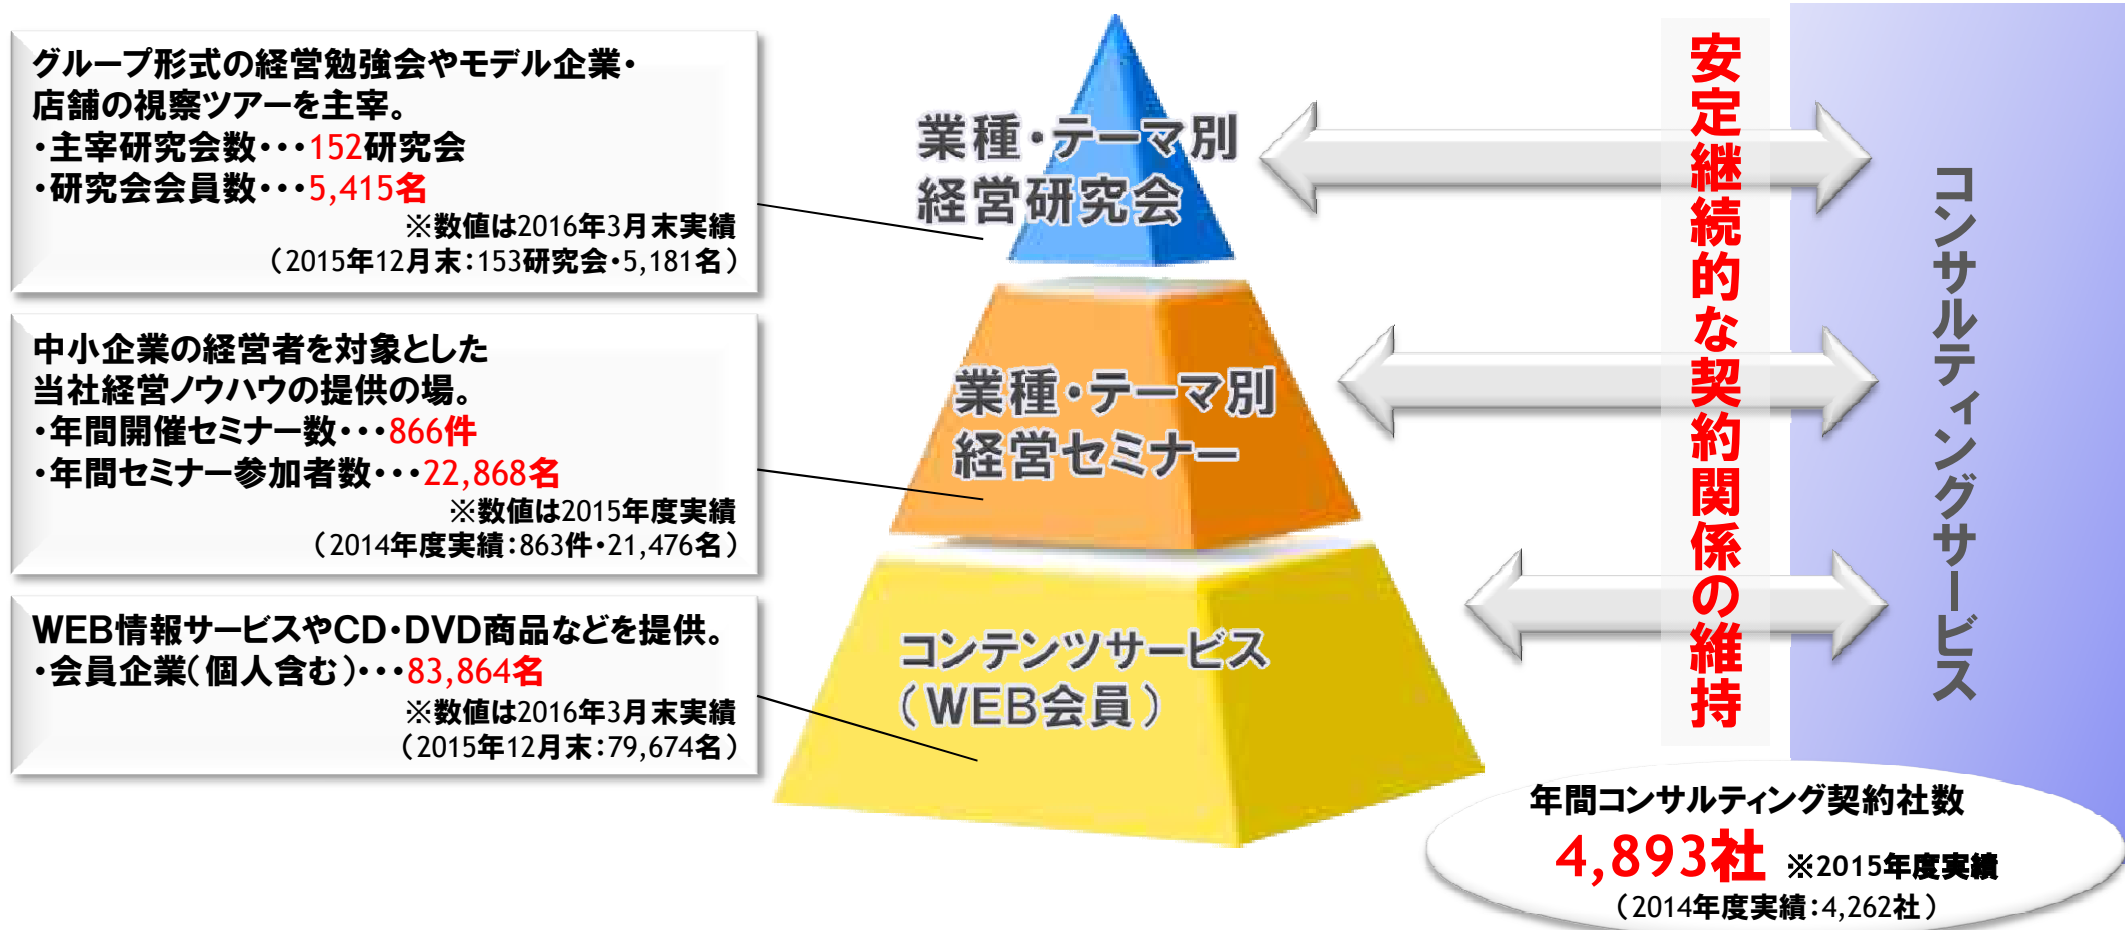 グループ形式の経営勉強会やモデル企業・
店舗の視察ツアーを主宰。
・主宰研究会数・・・152研究会
・研究会会員数・・・5,415名
※数値は2016年3月末実績
（2015年12月末：153研究会・5,181名）
中小企業の経営者を対象とした
当社経営ノウハウの提供の場。
・年間開催セミナー数・・・866件
・年間セミナー参加者数・・・22,868名
※数値は2015年度実績
（2014年度実績：863件・21,476名）
WEB情報サービスやCD・DVD商品などを提供。
・会員企業（個人含む）・・・83,864名
※数値は2016年3月末実績
（2015年12月末：79,674名）
業種・テーマ別
経営研究会
業種・テーマ別
経営セミナー
コンテンツサービス
（WEB会員）
安定継続的な契約関係の維持
コンサルティングサービス
年間コンサルティング契約社数
4,893社 ※2015年度実績
（2014年度実績：4,262社）